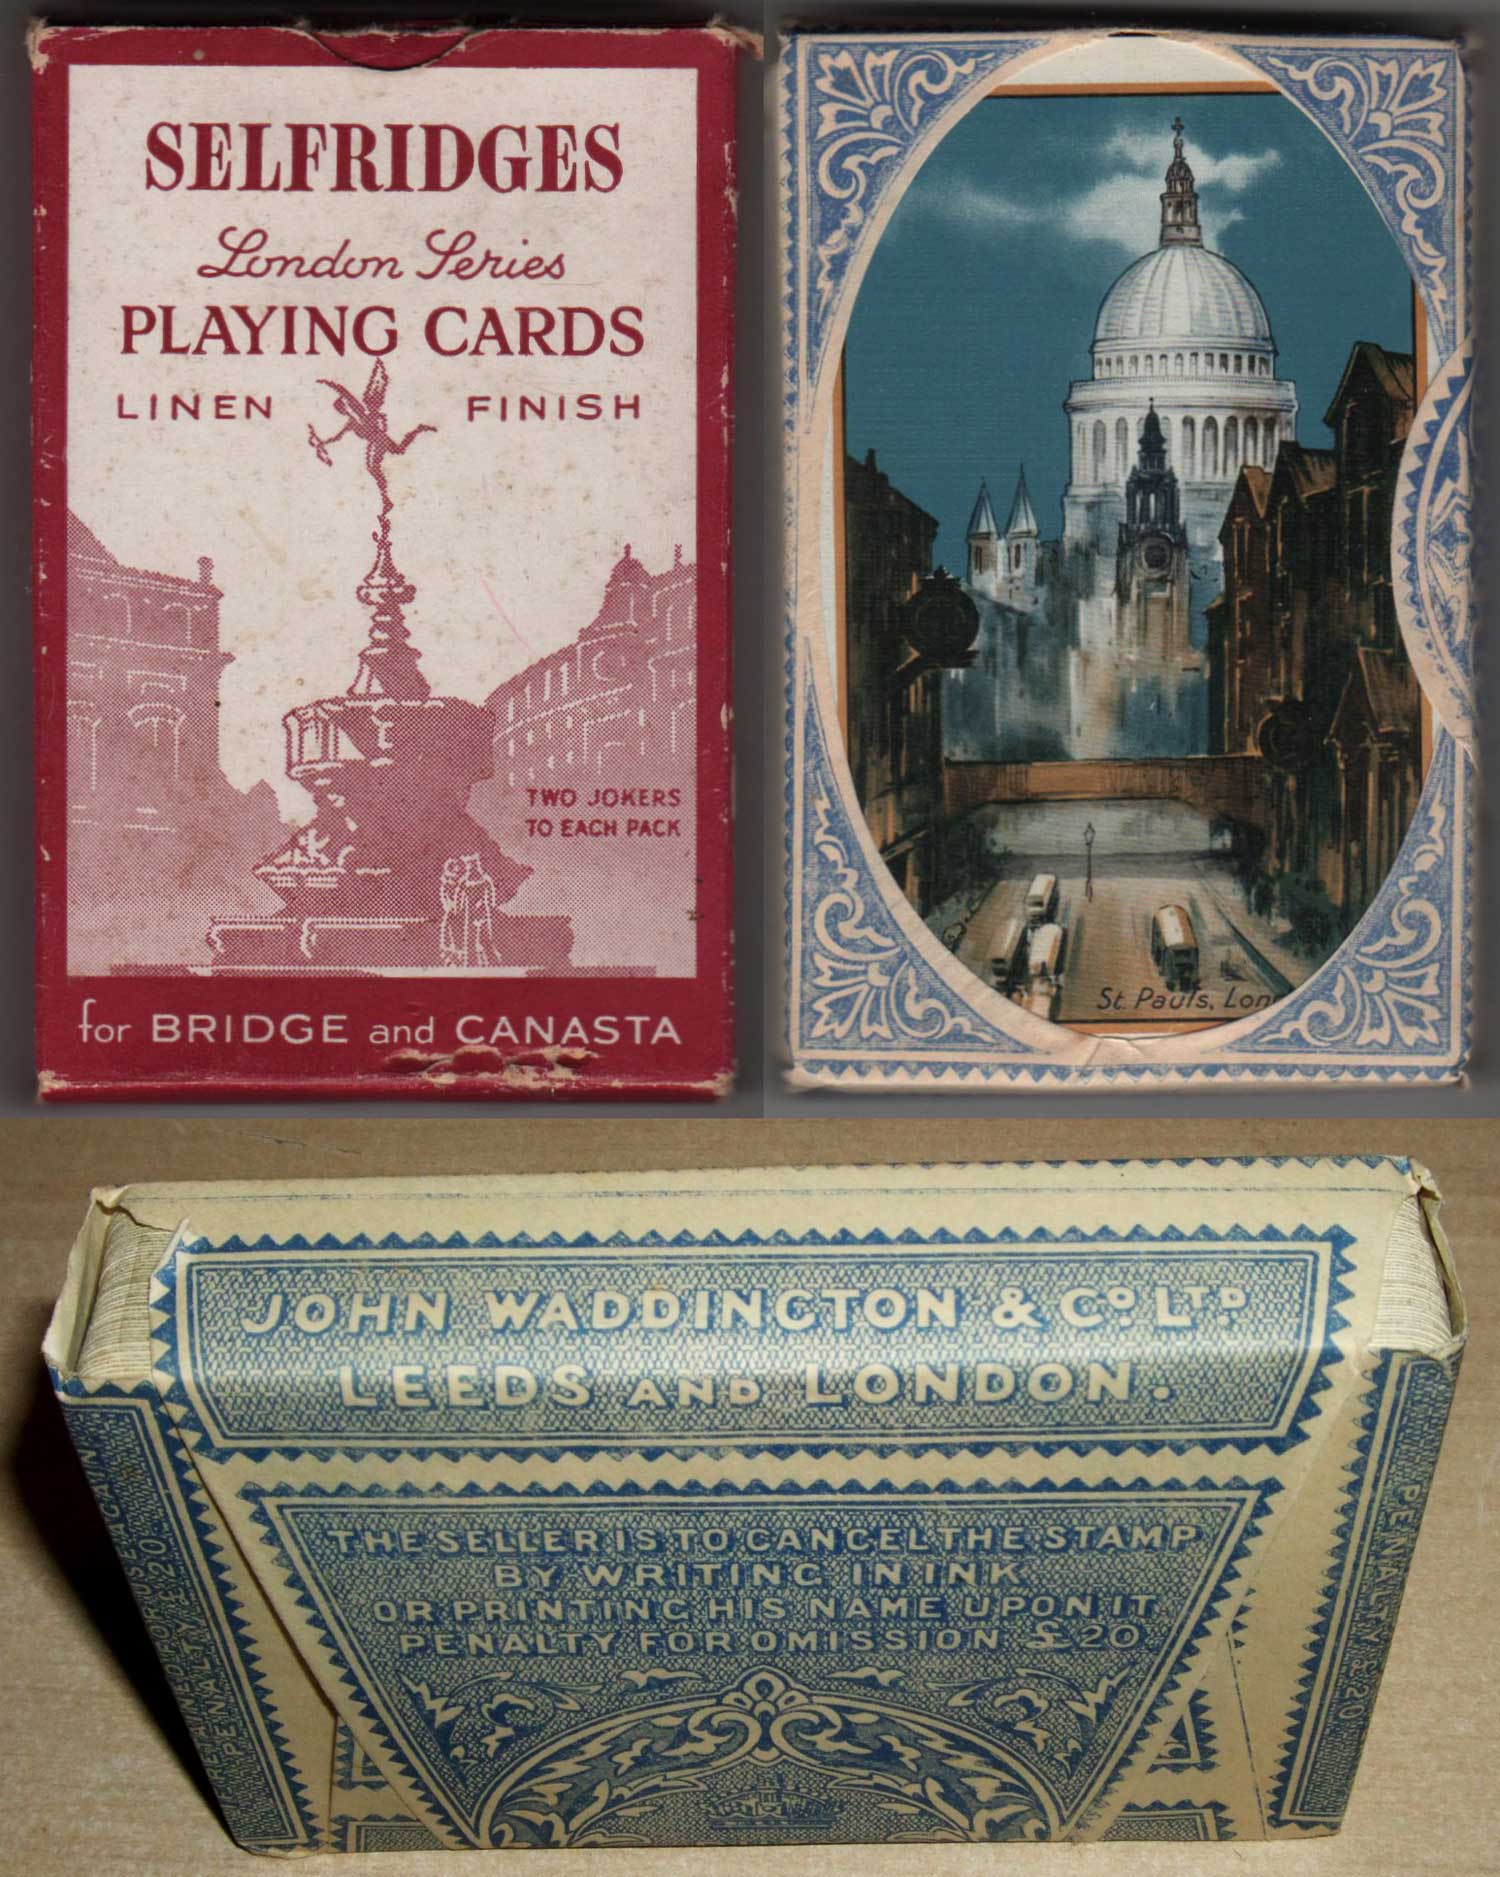 SELFRIDGES
London Series
PLAYING CARDS
LINEN FINISH
TWO JOKERS
TO EACH PACK
for BRIDGE and CANASTA
St. Pauls, Lon
JOHN WADDINGTON & Co. LTD
LEEDS AND LONDON.
THE SELLER IS TO CANCEL THE STAMP
BY WRITING IN INK
OR PRINTING HIS NAME UPON IT
PENALTY FOR OMISSION £20
PENALTY £20.
PENALTY £20